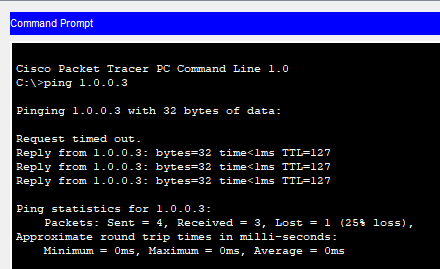 Command Prompt
Cisco Packet Tracer PC Command Line 1.0
C:\>ping 1.0.0.3
Pinging 1.0.0.3 with 32 bytes of data:
Request timed out.
Reply from 1.0.0.3: bytes=32 time<1ms TTL=127
Reply from 1.0.0.3: bytes=32 time<1ms TTL=127
Reply from 1.0.0.3: bytes=32 time<1ms TTL=127
Ping statistics for 1.0.0.3:
Packets: Sent = 4, Received = 3, Lost = 1 (25% loss),
Approximate round trip times in milli-seconds:
Minimum = 0ms, Maximum = 0ms, Average = 0ms